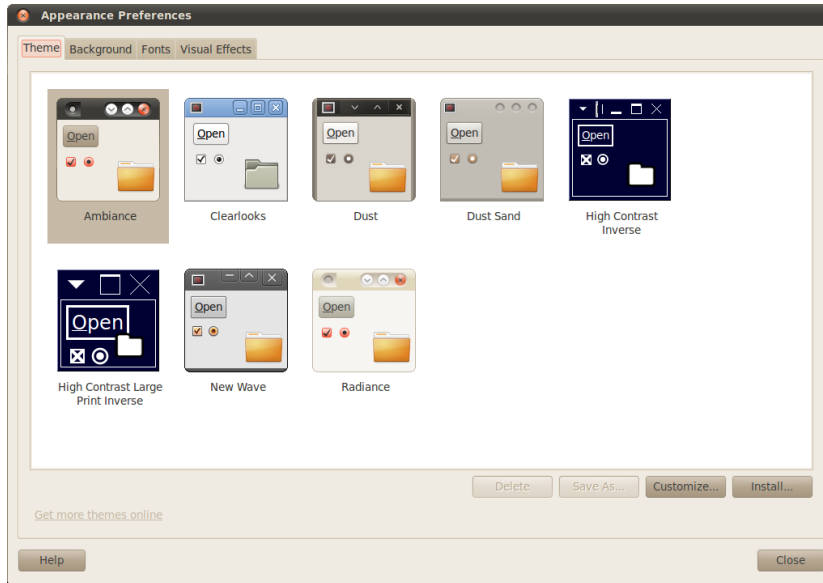 Appearance Preferences
Theme Background Fonts Visual Effects
Open Open Open Open Open
Ambiance Clearlooks Dust Dust Sand High Contrast
Inverse
Open Open Open
High Contrast Large New Wave Radiance
Print Inverse
Delete Save As... Customize... Install...
Get more themes online
Help Close